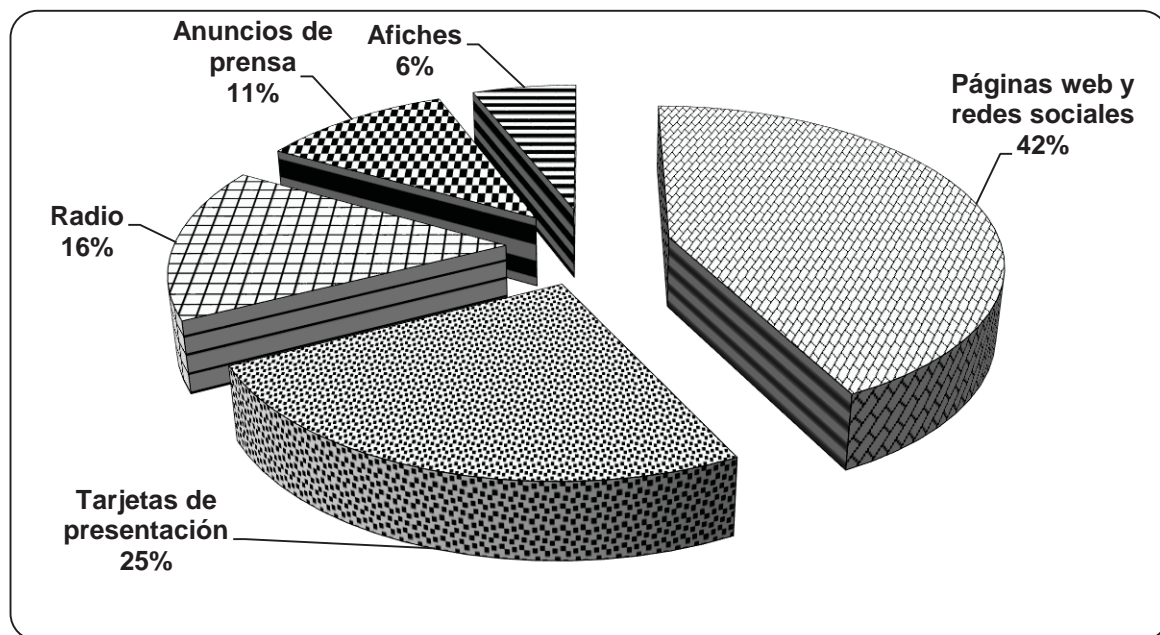 Anuncios de
prensa
11%
Afiches
6%
Páginas web y
redes sociales
42%
Radio
16%
Tarjetas de
presentación
25%